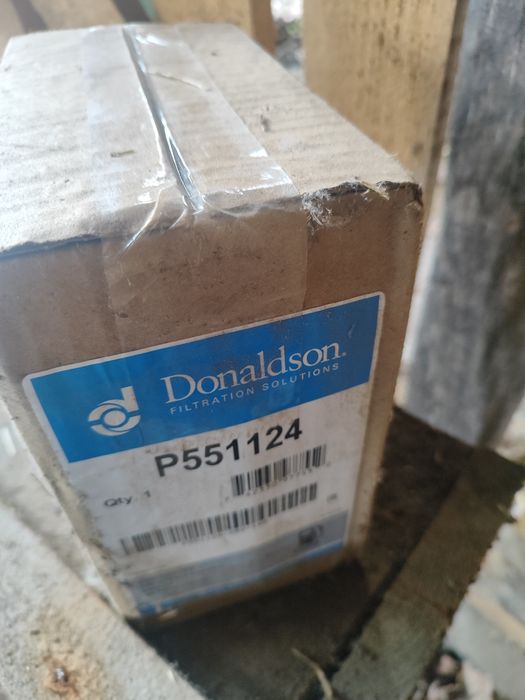 Donaldson®
FILTRATION SOLUTIONS
P551124
Qty 1